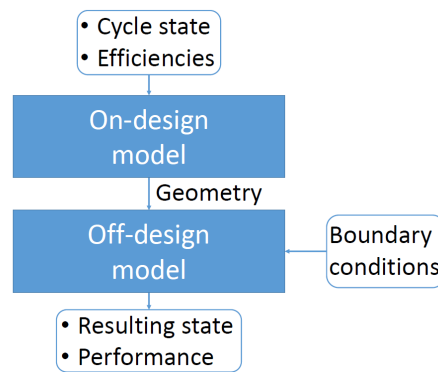 • Cycle state
• Efficiencies
On-design
model
Geometry
Off-design
model
Boundary
conditions
• Resulting state
• Performance